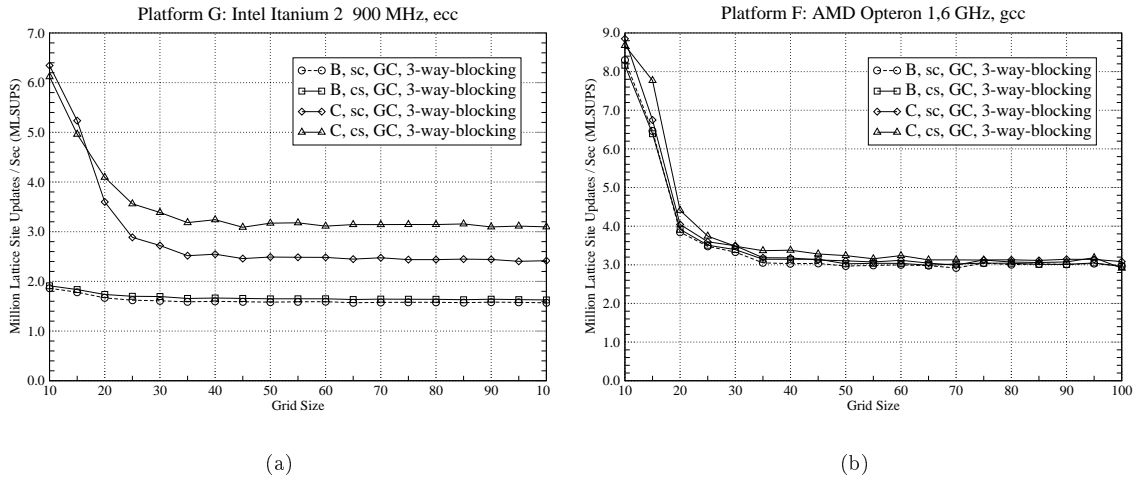 Platform G: Intel Itanium 2 900 MHz, ecc
Million Lattice Site Updates / Sec (MLSUPS)
7.0
6.0
5.0
4.0
3.0
2.0
1.0
0.0
B, sc, GC, 3-way-blocking
B, cs, GC, 3-way-blocking
C, sc, GC, 3-way-blocking
C, cs, GC, 3-way-blocking
10 20 30 40 50 60 70 80 90 10
Grid Size
(a)
Platform F: AMD Opteron 1,6 GHz, gcc
Million Lattice Site Updates / Sec (MLSUPS)
9.0
8.0
7.0
6.0
5.0
4.0
3.0
2.0
1.0
0.0
B, sc, GC, 3-way-blocking
B, cs, GC, 3-way-blocking
C, sc, GC, 3-way-blocking
C, cs, GC, 3-way-blocking
10 20 30 40 50 60 70 80 90 100
Grid Size
(b)